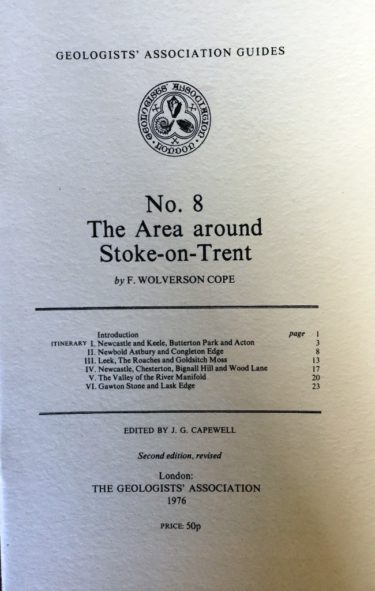 GEOLOGISTS' ASSOCIATION GUIDES
GEOLOGISTS ASSOCIATION
LONDON
No. 8
The Area around
Stoke-on-Trent
by F. WOLVERSON COPE
Introduction page 1
ITINERARY I. Newcastle and Keele, Butterton Park and Acton 3
II. Newbold Astbury and Congleton Edge 8
III. Leek, The Roaches and Goldsitch Moss 13
IV. Newcastle, Chesterton, Bignall Hill and Wood Lane 17
V. The Valley of the River Manifold 20
VI. Gawton Stone and Lask Edge 23
EDITED BY J. G. CAPEWELL
Second edition, revised
London:
THE GEOLOGISTS' ASSOCIATION
1976
PRICE: 50p